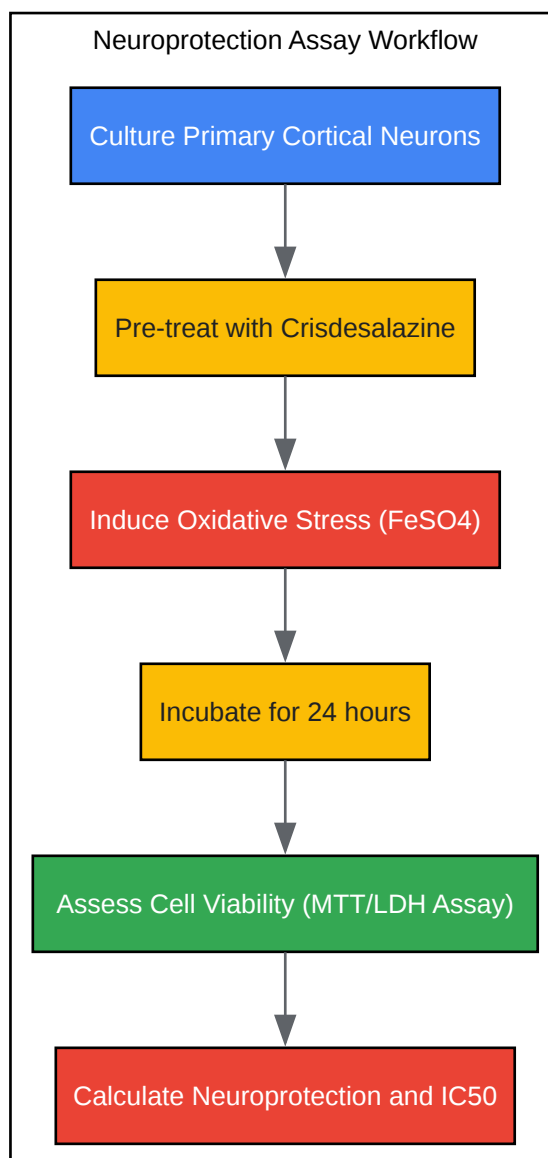 Neuroprotection Assay Workflow
Culture Primary Cortical Neurons
Pre-treat with Crisdesalazine
Induce Oxidative Stress (FeSO4)
Incubate for 24 hours
Assess Cell Viability (MTT/LDH Assay)
Calculate Neuroprotection and IC50